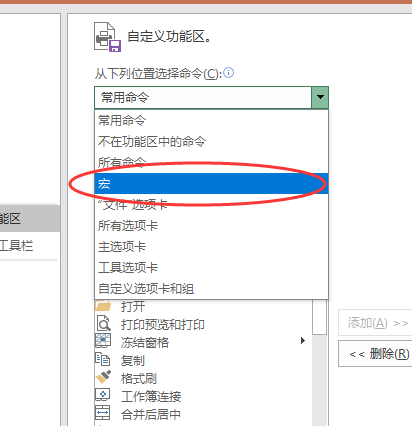 自定义功能区。
从下列位置选择命令(C):
常用命令
常用命令
不在功能区中的命令
所有命令
宏
"文件"选项卡
所有选项卡
主选项卡
工具选项卡
自定义选项卡和组
打开
打印预览和打印
冻结窗格
复制
格式刷
工作簿连接
合并后居中
能区
工具栏
添加(A) >>
<< 删除(R)